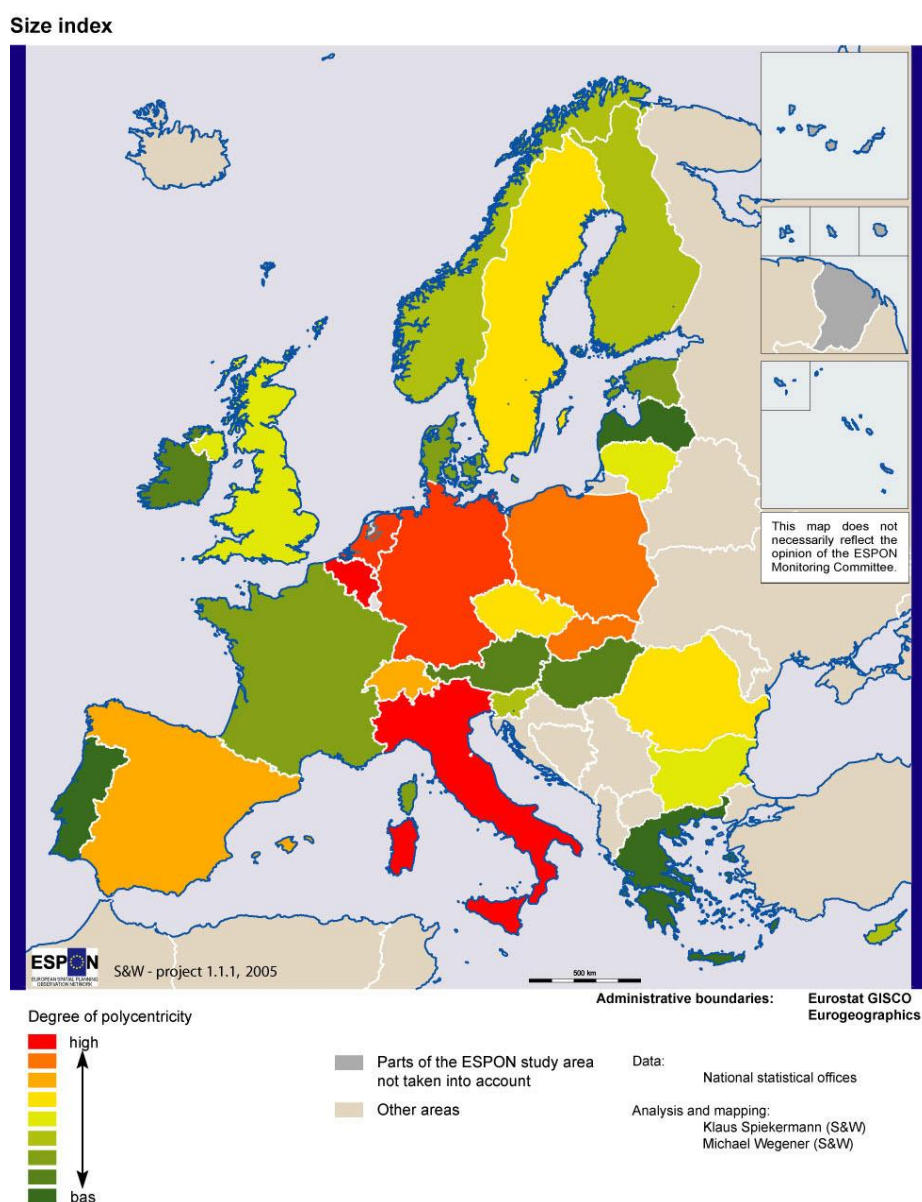 Size index
This map does not
necessarily reflect the
opinion of the ESPON
Monitoring Committee.
ESPON
EUROPEAN SPATIAL PLANNING
OBSERVATION NETWORK
S&W - project 1.1.1, 2005
500 km
Administrative boundaries: Eurostat GISCO
Eurogeographics
Degree of polycentricity
high
bas
Parts of the ESPON study area
not taken into account
Other areas
Data:
National statistical offices
Analysis and mapping:
Klaus Spiekermann (S&W)
Michael Wegener (S&W)